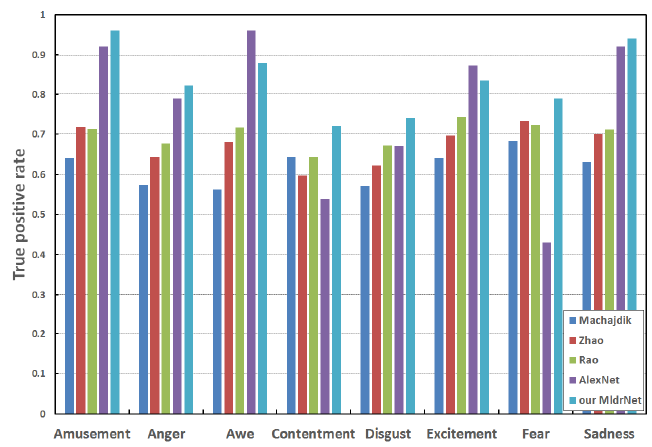 1
0.9
0.8
0.7
0.6
0.5
0.4
0.3
0.2
0.1
0
True positive rate
Machajdik
Zhao
Rao
AlexNet
our MldrNet
Amusement Anger Awe Contentment Disgust Excitement Fear Sadness